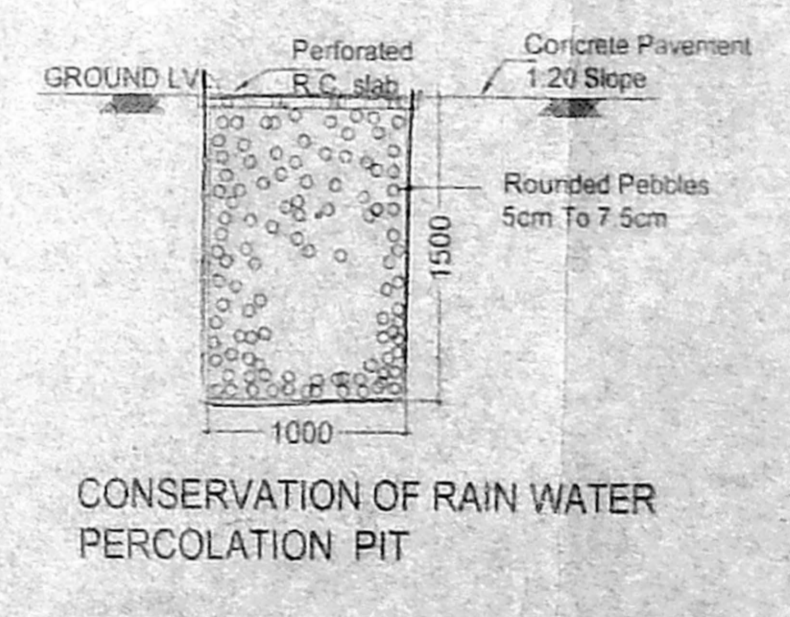 Perforated
R.C. slab
Concrete Pavement
1:20 Slope
GROUND LVL
Rounded Pebbles
5cm To 7.5cm
1500
1000
CONSERVATION OF RAIN WATER
PERCOLATION PIT